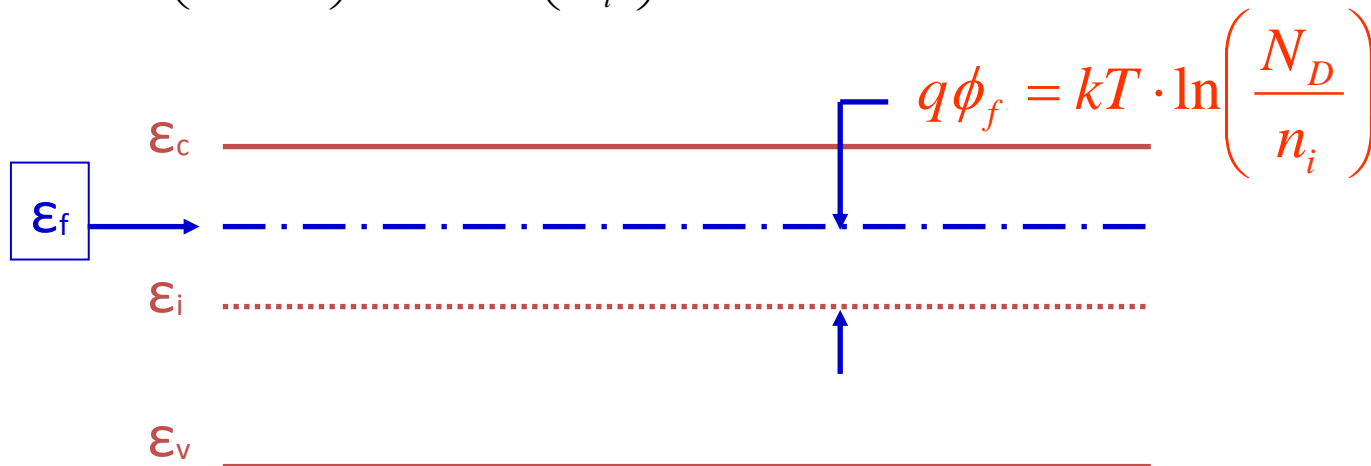 qϕ_f = kT · ln(N_D / n_i)
ε_c
ε_f
ε_i
ε_v